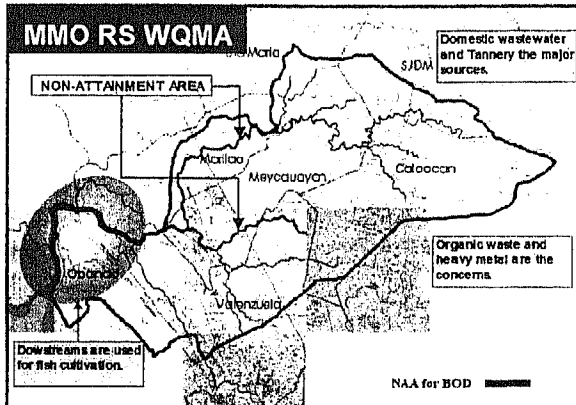 MMO RS WQMA
Maria
SJDM
Domestic wastewater
and Tannery the major
sources.
NON-ATTAINMENT AREA
Marilao
Meycauayan
Caloocan
Obando
Valenzuela
Organic waste and
heavy metal are the
concerns.
Dowstreams are used
for fish cultivation.
NAA for BOD